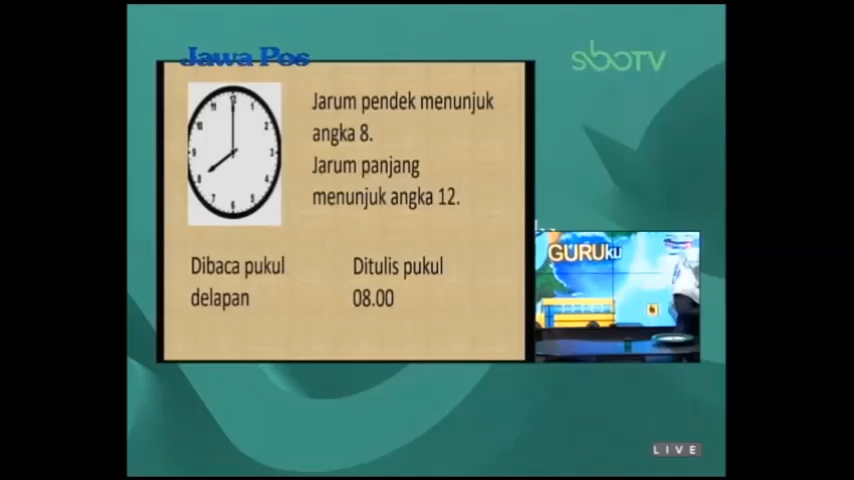 Jawa Pos
sboTV
Jarum pendek menunjuk
angka 8.
Jarum panjang
menunjuk angka 12.
Dibaca pukul
delapan
Ditulis pukul
08.00
GURUku
LIVE